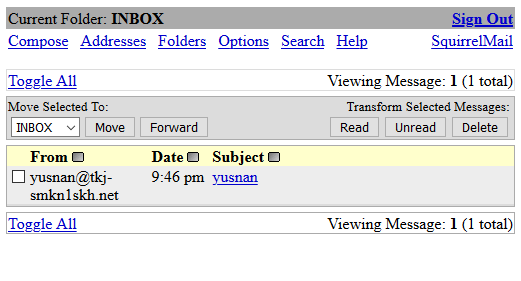 Current Folder: INBOX Sign Out
Compose Addresses Folders Options Search Help SquirrelMail
Toggle All Viewing Message: 1 (1 total)
Move Selected To: Transform Selected Messages:
INBOX Move Forward Read Unread Delete
From Date Subject
yusnan@tkj- 9:46 pm yusnan
smkn1skh.net
Toggle All Viewing Message: 1 (1 total)